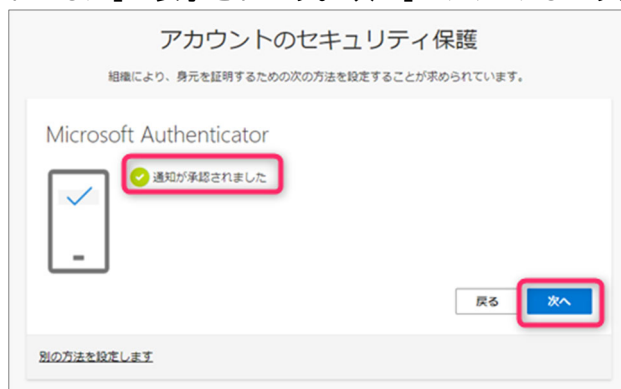 アカウントのセキュリティ保護
組織により、身元を証明するための次の方法を設定することが求められています。
Microsoft Authenticator
通知が承認されました
戻る
次へ
別の方法を設定します